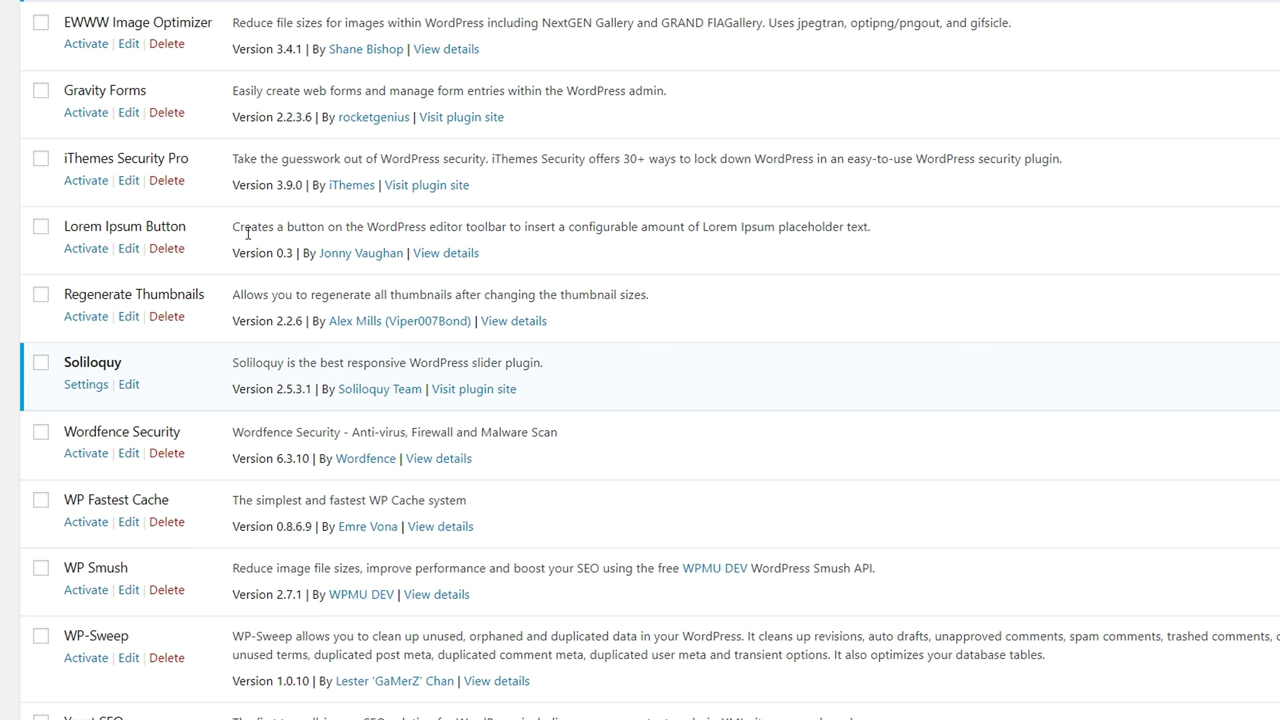 EWWW Image Optimizer
Reduce file sizes for images within WordPress including NextGEN Gallery and GRAND FlAGallery. Uses jpegtran, optipng/pngout, and gifsicle.
Activate | Edit | Delete
Version 3.4.1 | By Shane Bishop | View details
Gravity Forms
Easily create web forms and manage form entries within the WordPress admin.
Activate | Edit | Delete
Version 2.2.3.6 | By rocketgenius | Visit plugin site
iThemes Security Pro
Take the guesswork out of WordPress security. iThemes Security offers 30+ ways to lock down WordPress in an easy-to-use WordPress security plugin.
Activate | Edit | Delete
Version 3.9.0 | By iThemes | Visit plugin site
Lorem Ipsum Button
Creates a button on the WordPress editor toolbar to insert a configurable amount of Lorem Ipsum placeholder text.
Activate | Edit | Delete
Version 0.3 | By Jonny Vaughan | View details
Regenerate Thumbnails
Allows you to regenerate all thumbnails after changing the thumbnail sizes.
Activate | Edit | Delete
Version 2.2.6 | By Alex Mills (Viper007Bond) | View details
Soliloquy
Soliloquy is the best responsive WordPress slider plugin.
Settings | Edit
Version 2.5.3.1 | By Soliloquy Team | Visit plugin site
Wordfence Security
Wordfence Security - Anti-virus, Firewall and Malware Scan
Activate | Edit | Delete
Version 6.3.10 | By Wordfence | View details
WP Fastest Cache
The simplest and fastest WP Cache system
Activate | Edit | Delete
Version 0.8.6.9 | By Emre Vona | View details
WP Smush
Reduce image file sizes, improve performance and boost your SEO using the free WPMU DEV WordPress Smush API.
Activate | Edit | Delete
Version 2.7.1 | By WPMU DEV | View details
WP-Sweep
WP-Sweep allows you to clean up unused, orphaned and duplicated data in your WordPress. It cleans up revisions, auto drafts, unapproved comments, spam comments, trashed comments,
Activate | Edit | Delete
unused terms, duplicated post meta, duplicated comment meta, duplicated user meta and transient options. It also optimizes your database tables.
Version 1.0.10 | By Lester 'GaMerZ' Chan | View details